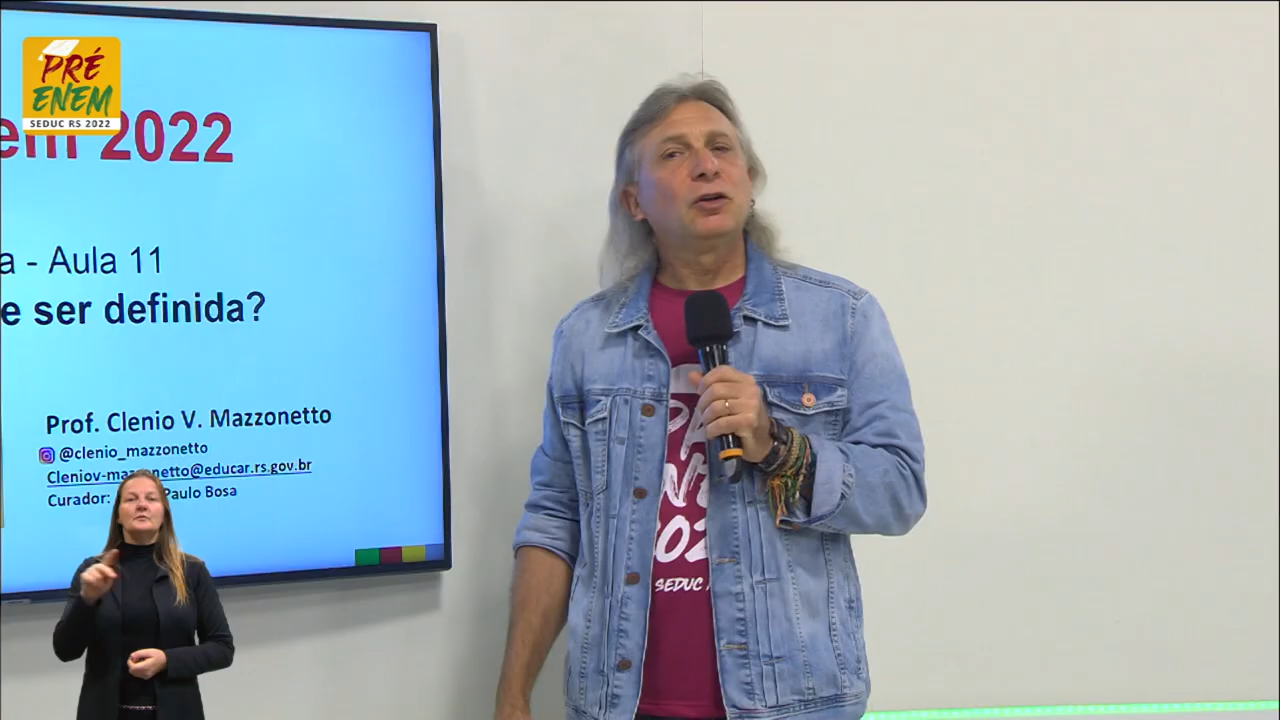 PRÉ
ENEM
SEDUC RS 2022
em 2022
a - Aula 11
e ser definida?
Prof. Clenio V. Mazzonetto
@clenio_mazzonetto
Cleniov-mazzonetto@educar.rs.gov.br
Curador: Paulo Bosa
SEDUC